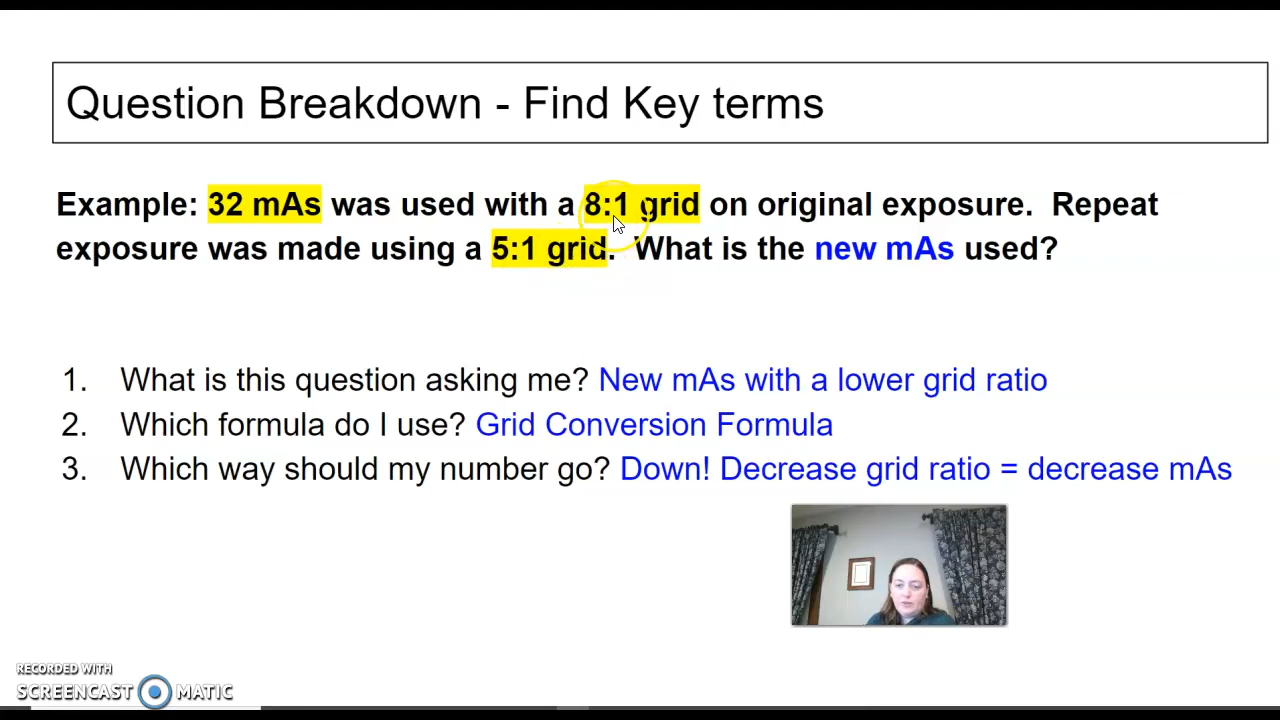 Question Breakdown - Find Key terms
Example: 32 mAs was used with a 8:1 grid on original exposure. Repeat
exposure was made using a 5:1 grid. What is the new mAs used?
1. What is this question asking me? New mAs with a lower grid ratio
2. Which formula do I use? Grid Conversion Formula
3. Which way should my number go? Down! Decrease grid ratio = decrease mAs
RECORDED WITH
SCREENCAST MATIC